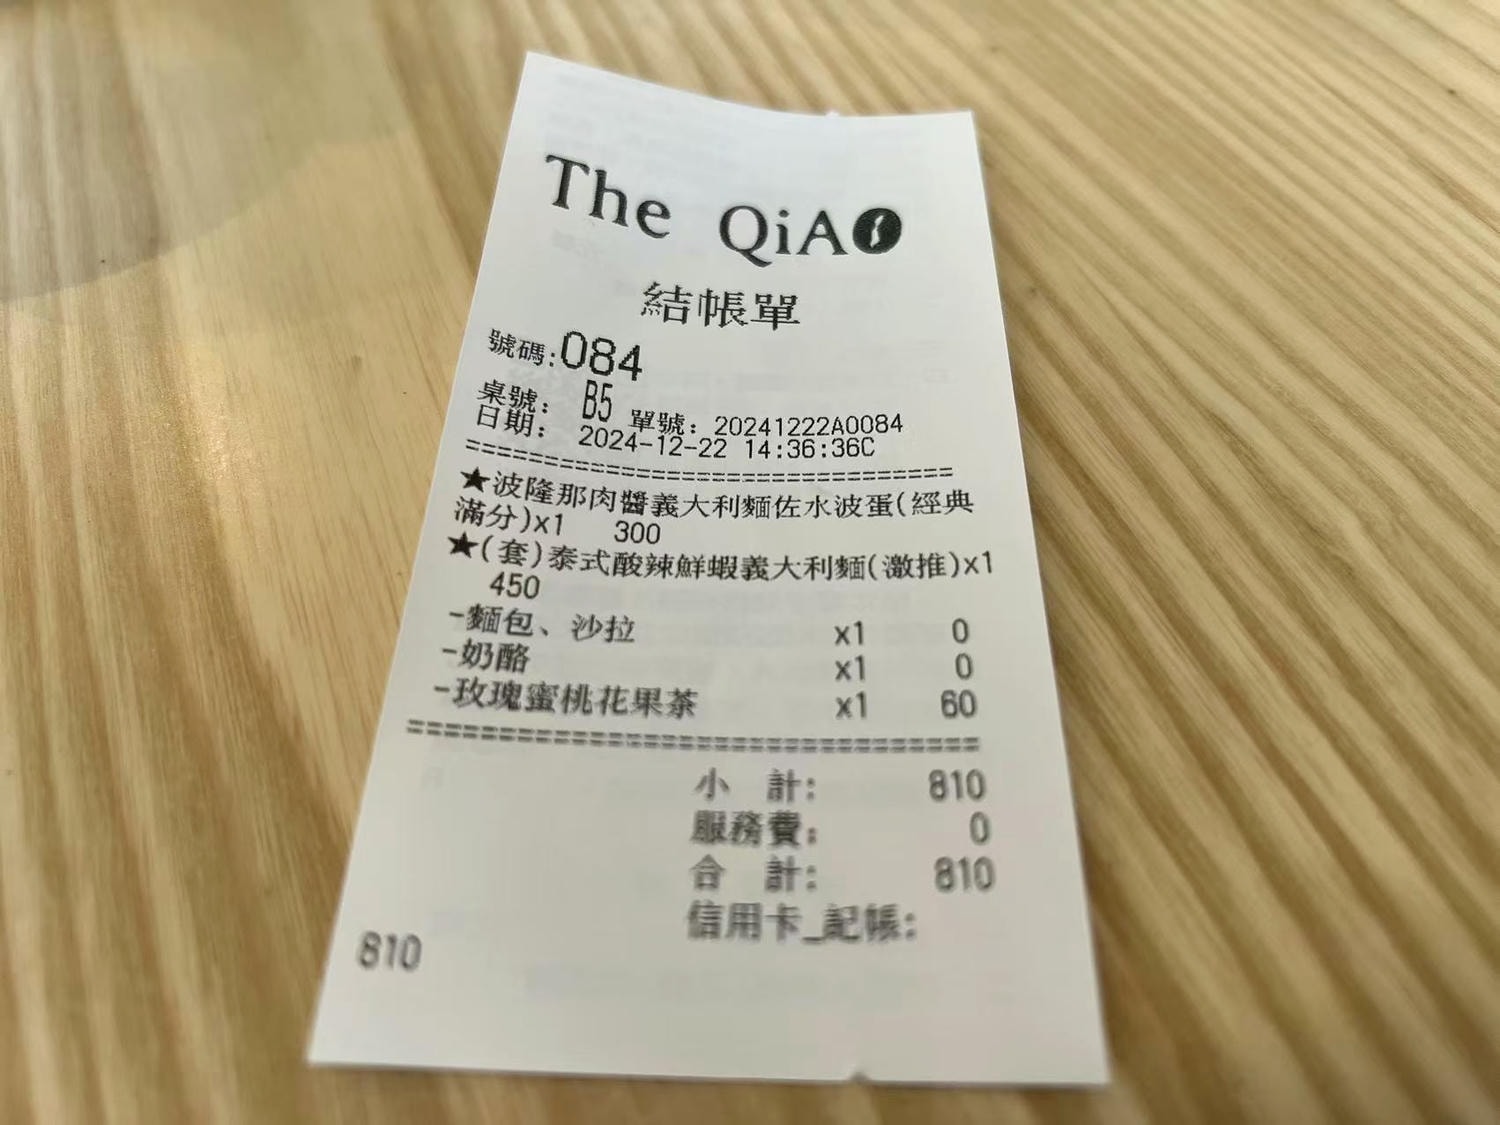 The QiAO
結帳單
號碼:084
桌號: B5 單號: 20241222A0084
日期: 2024-12-22 14:36:36C
===============================
★波隆那肉醬義大利麵佐水波蛋(經典
滿分)x1 300
★(套)泰式酸辣鮮蝦義大利麵(激推)x1
450
-麵包、沙拉 x1 0
-奶酪 x1 0
-玫瑰蜜桃花果茶 x1 60
===============================
小 計: 810
服務費: 0
合 計: 810
信用卡_記帳:
810